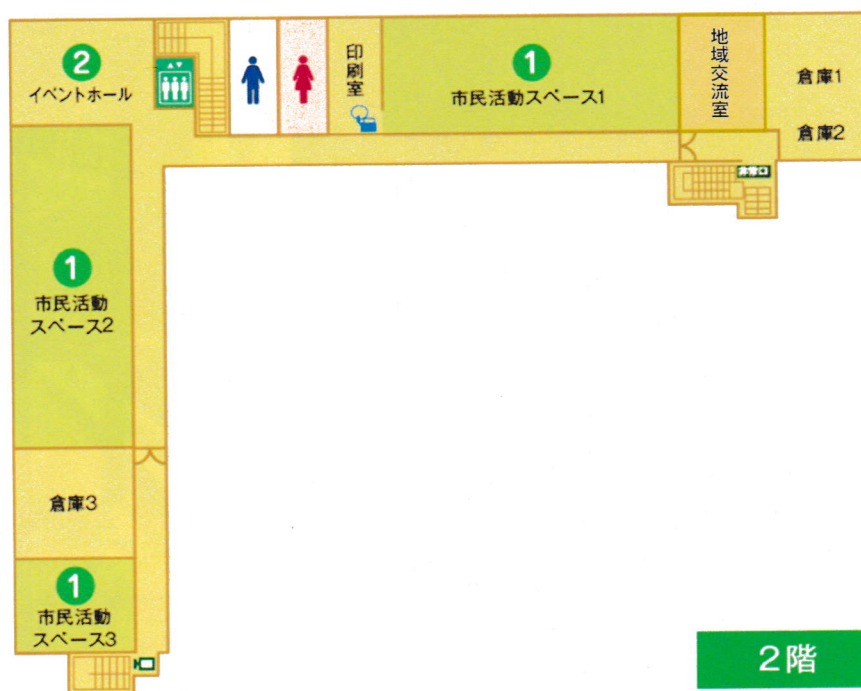 2
イベントホール
印刷室
1
市民活動スペース1
地域交流室
倉庫1
倉庫2
非常口
1
市民活動
スペース2
倉庫3
1
市民活動
スペース3
2階